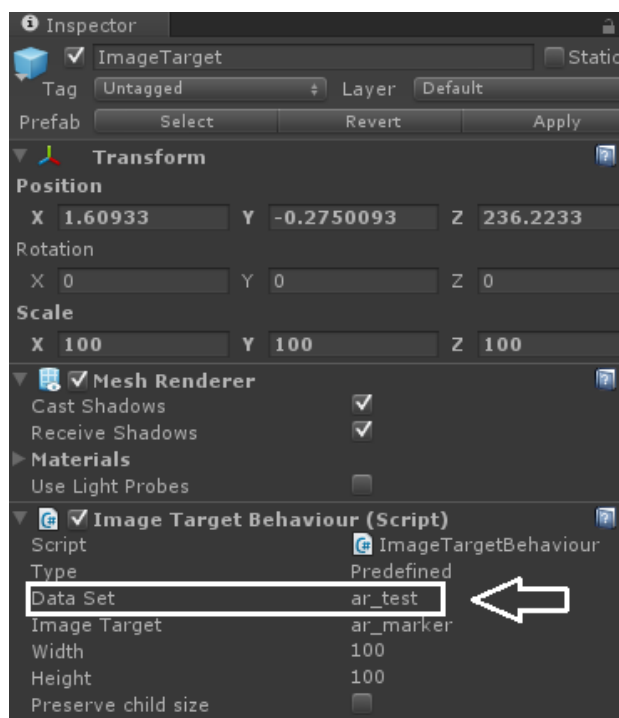 Inspector
ImageTarget Static
Tag Untagged Layer Default
Prefab Select Revert Apply
Transform
Position
X 1.60933 Y -0.2750093 Z 236.2233
Rotation
X 0 Y 0 Z 0
Scale
X 100 Y 100 Z 100
Mesh Renderer
Cast Shadows
Receive Shadows
Materials
Use Light Probes
Image Target Behaviour (Script)
Script ImageTargetBehaviour
Type Predefined
Data Set ar_test
Image Target ar_marker
Width 100
Height 100
Preserve child size